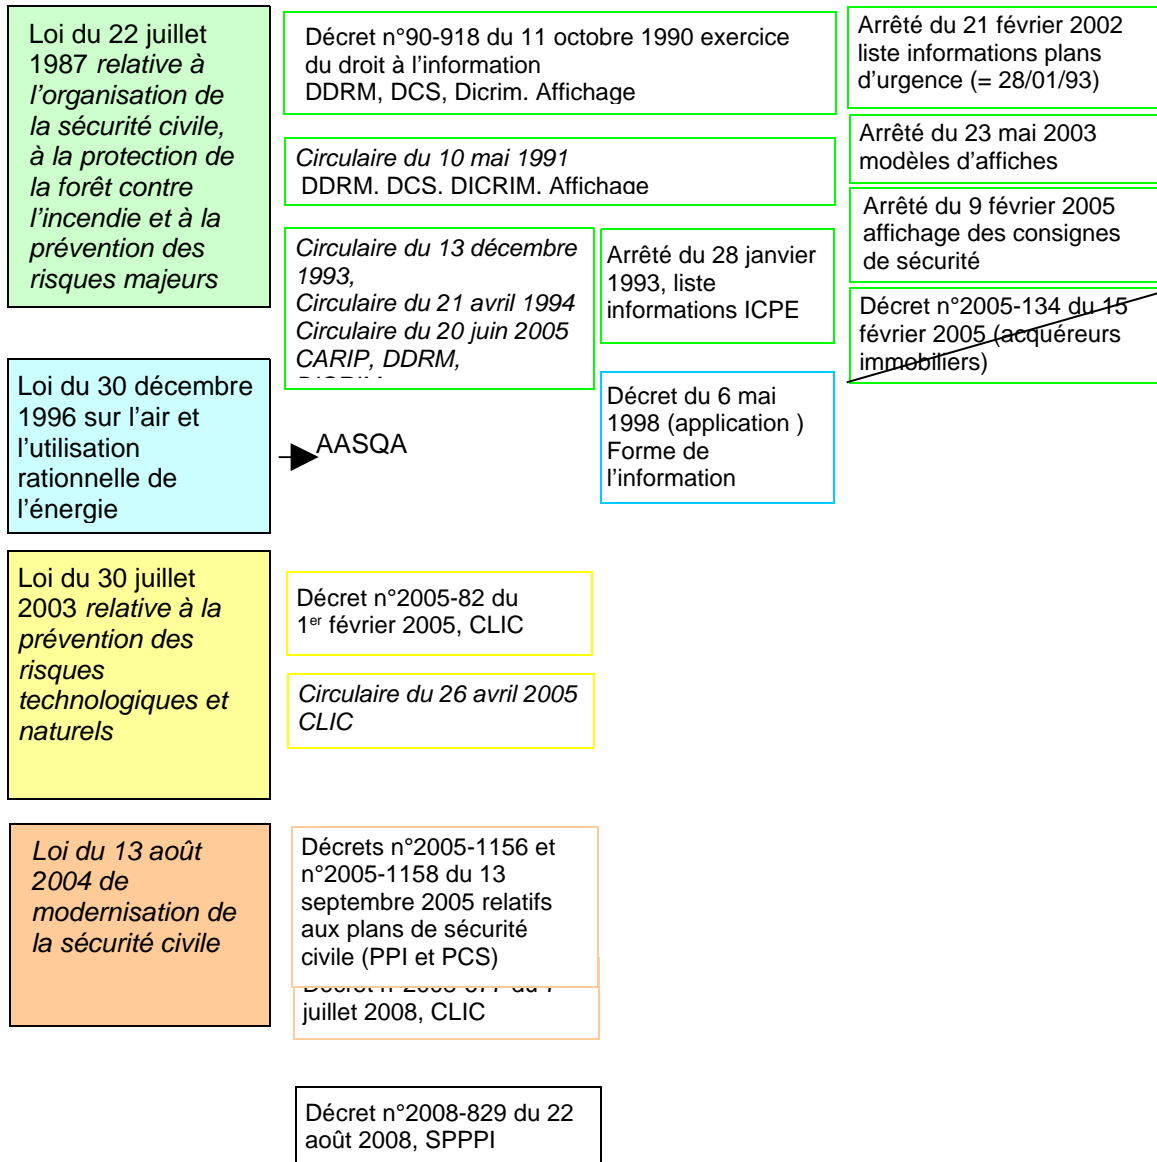 Loi du 22 juillet
1987 relative à
l'organisation de
la sécurité civile,
à la protection de
la forêt contre
l'incendie et à la
prévention des
risques majeurs
Décret n°90-918 du 11 octobre 1990 exercice
du droit à l'information
DDRM, DCS, Dicrim. Affichage
Circulaire du 10 mai 1991
DDRM. DCS. DICRIM. Affichage
Circulaire du 13 décembre
1993,
Circulaire du 21 avril 1994
Circulaire du 20 juin 2005
CARIP, DDRM,
Arrêté du 28 janvier
1993, liste
informations ICPE
Arrêté du 21 février 2002
liste informations plans
d'urgence (= 28/01/93)
Arrêté du 23 mai 2003
modèles d'affiches
Arrêté du 9 février 2005
affichage des consignes
de sécurité
Décret n°2005-134 du 15
février 2005 (acquéreurs
immobiliers)
Loi du 30 décembre
1996 sur l'air et
l'utilisation
rationnelle de
l'énergie
AASQA
Décret du 6 mai
1998 (application )
Forme de
l'information
Loi du 30 juillet
2003 relative à la
prévention des
risques
technologiques et
naturels
Décret n°2005-82 du
1er février 2005, CLIC
Circulaire du 26 avril 2005
CLIC
Loi du 13 août
2004 de
modernisation de
la sécurité civile
Décrets n°2005-1156 et
n°2005-1158 du 13
septembre 2005 relatifs
aux plans de sécurité
civile (PPI et PCS)
juillet 2008, CLIC
Décret n°2008-829 du 22
août 2008, SPPPI